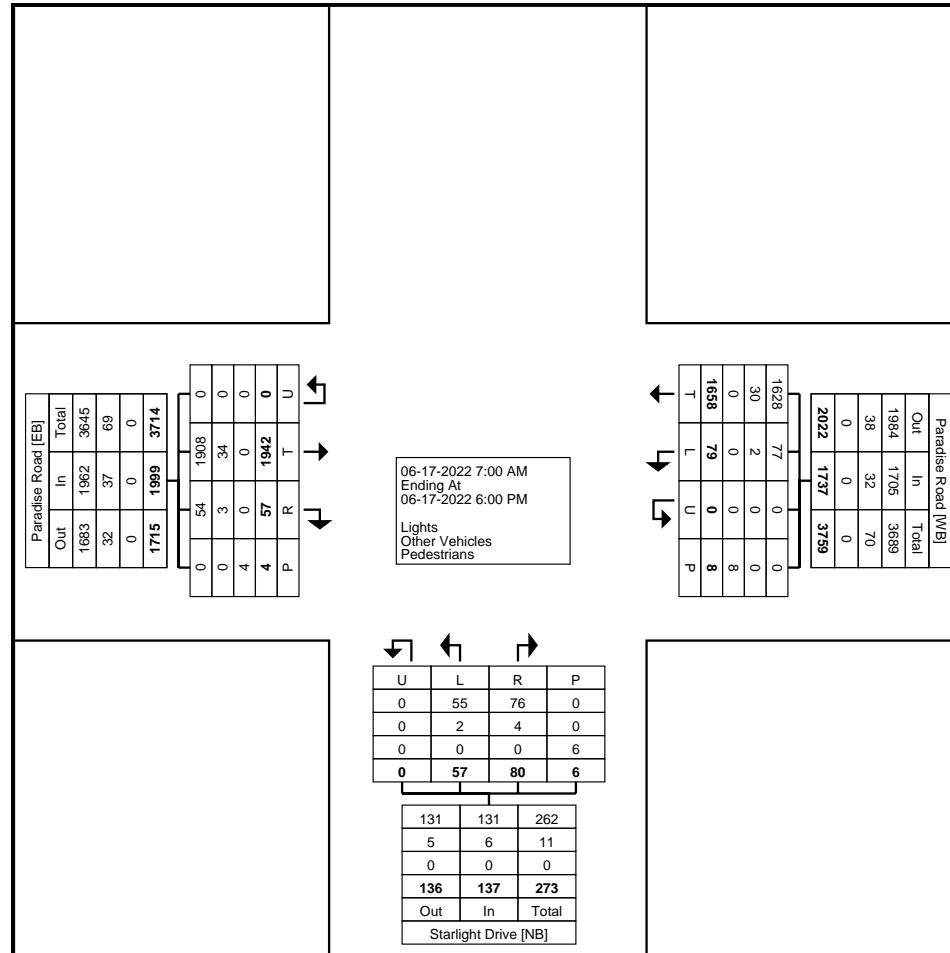 Paradise Road [EB]
Total In Out
3645 1962 1683
69 37 32
0 0 0
3714 1999 1715
0 1908 54 0
0 34 3 0
0 0 0 4
0 1942 57 4
U T R P
06-17-2022 7:00 AM
Ending At
06-17-2022 6:00 PM
Lights
Other Vehicles
Pedestrians
Paradise Road [WB]
Out In Total
1984 1705 3689
38 32 70
0 0 0
2022 1737 3759
1628 77 0 0
30 2 0 0
0 0 0 8
1658 79 0 8
T L U P
U L R P
0 55 76 0
0 2 4 0
0 0 0 6
0 57 80 6
131 131 262
5 6 11
0 0 0
136 137 273
Out In Total
Starlight Drive [NB]